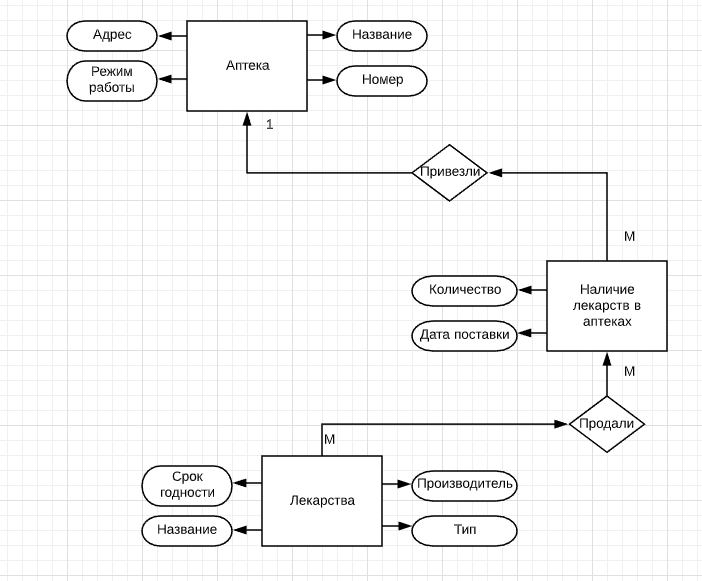 Адрес
Название
Аптека
Режим
работы
Номер
1
Привезли
М
Количество
Наличие
лекарств в
аптеках
Дата поставки
М
Продали
М
Срок
годности
Производитель
Лекарства
Название
Тип